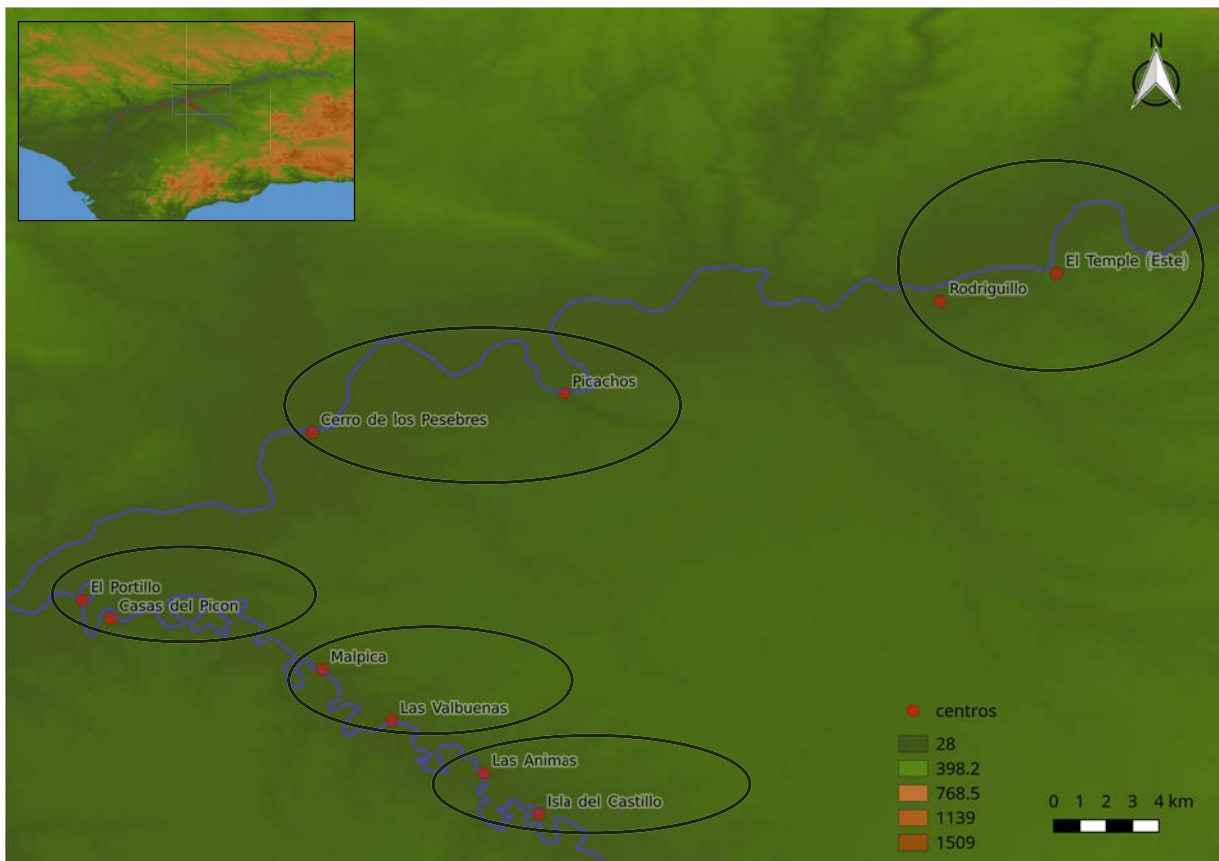 N
El Temple (Este)
Rodriguillo
Picachos
Cerro de los Pesebres
El Portillo
Casas del Picon
Malpica
Las Valbuenas
Las Animas
Isla del Castillo
centros
28
398.2
768.5
1139
1509
0 1 2 3 4 km